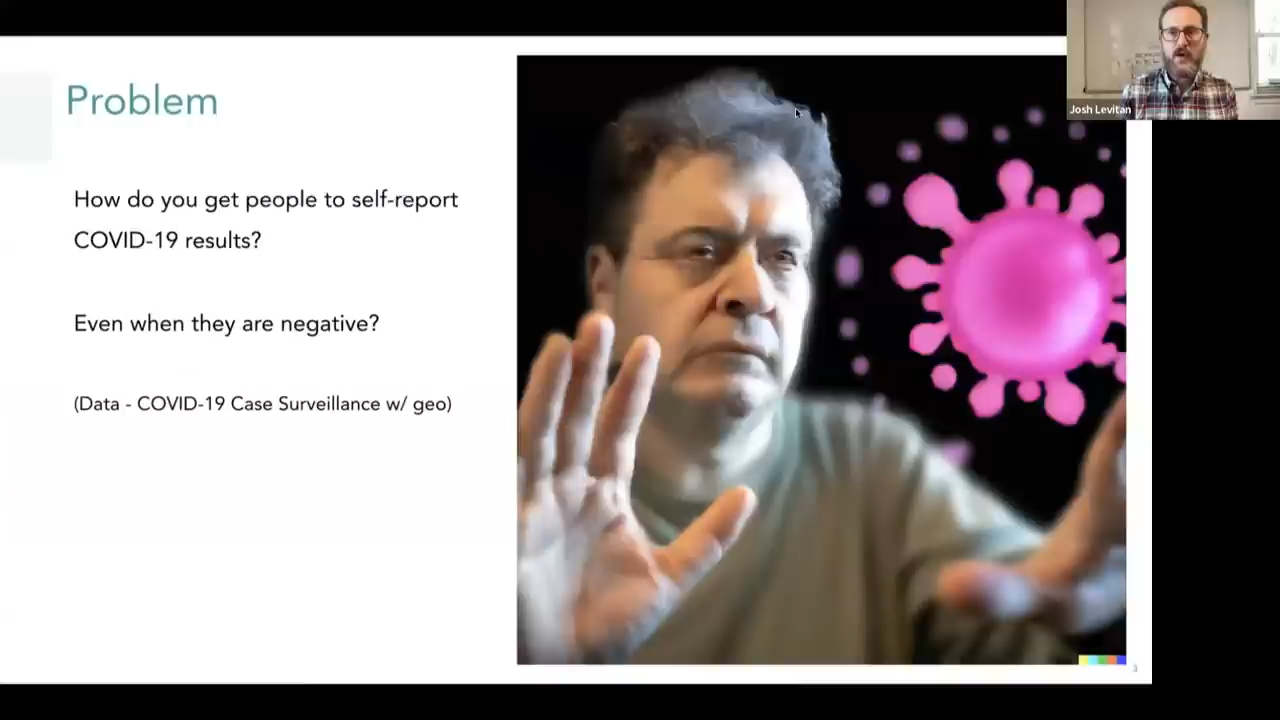 Problem
How do you get people to self-report
COVID-19 results?
Even when they are negative?
(Data - COVID-19 Case Surveillance w/ geo)
Josh Levitan
3